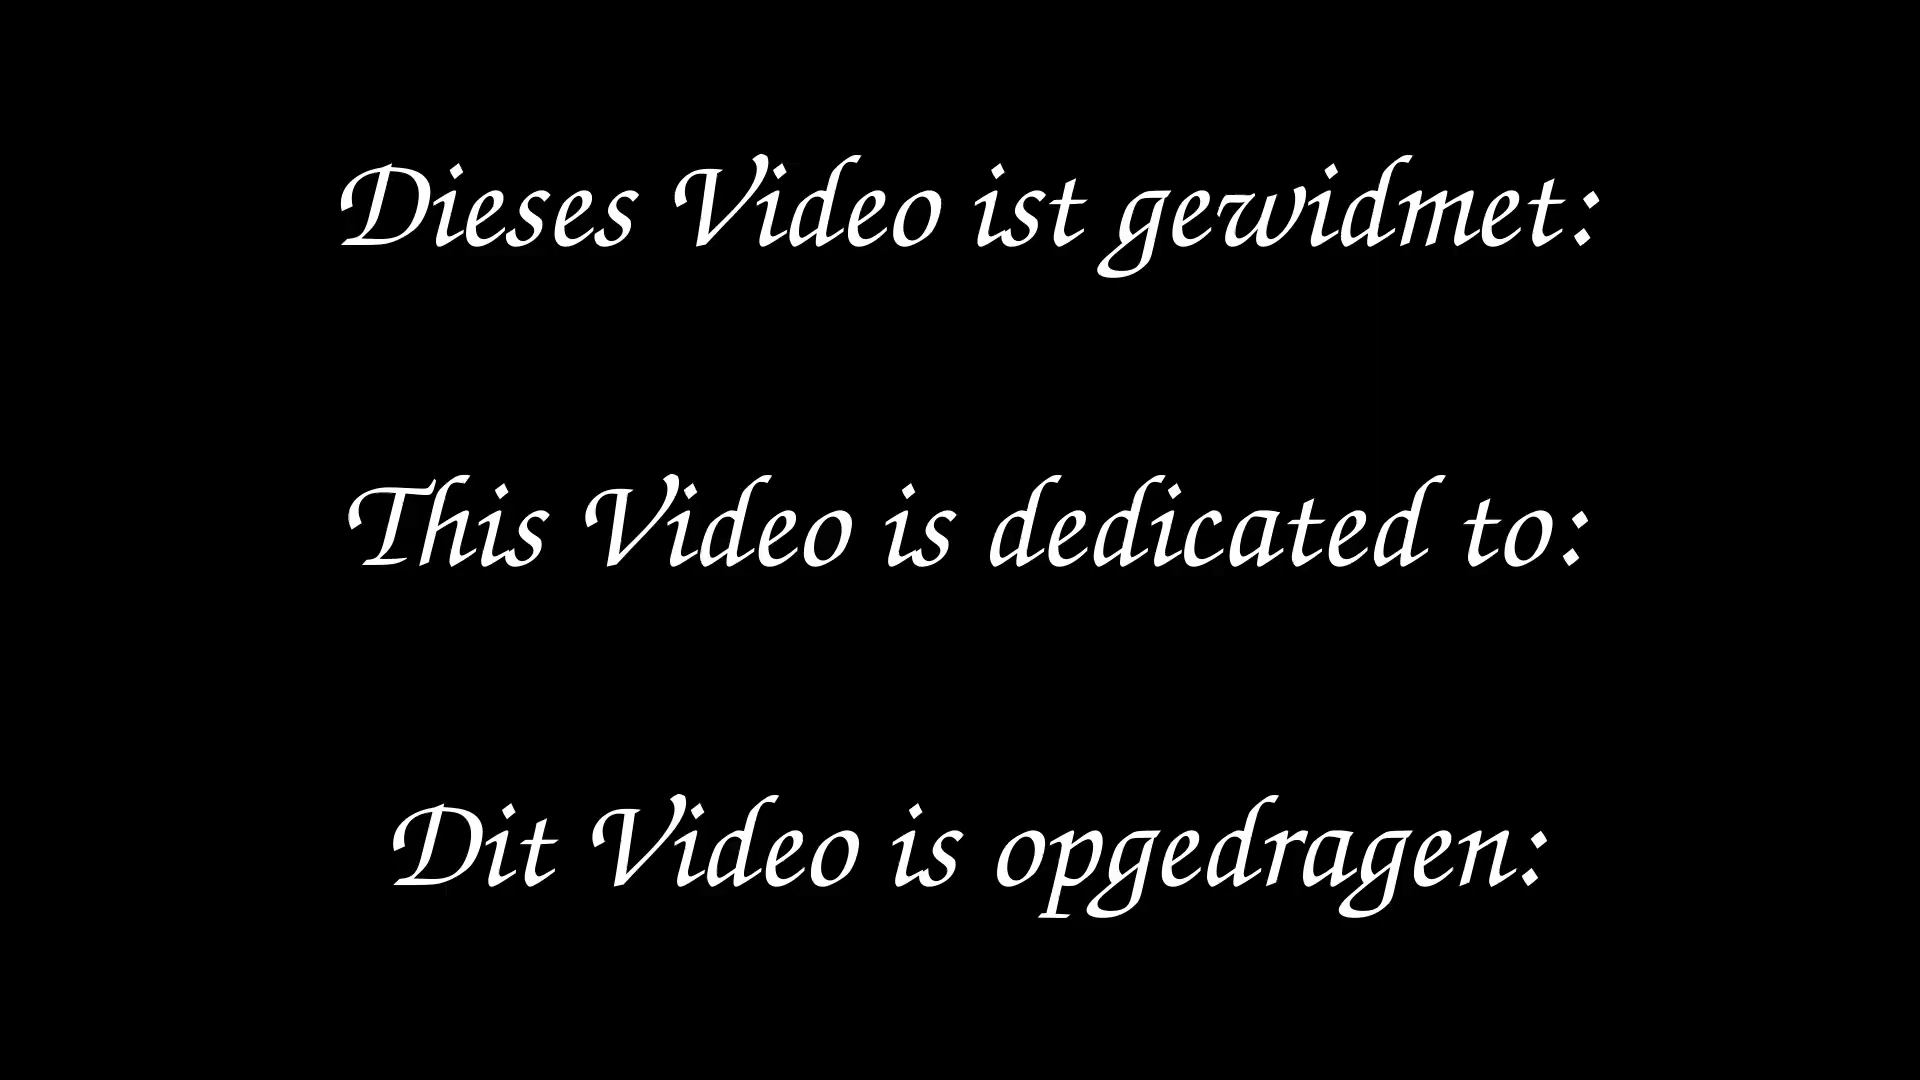 Dieses Video ist gewidmet:
This Video is dedicated to:
Dit Video is opgedragen: